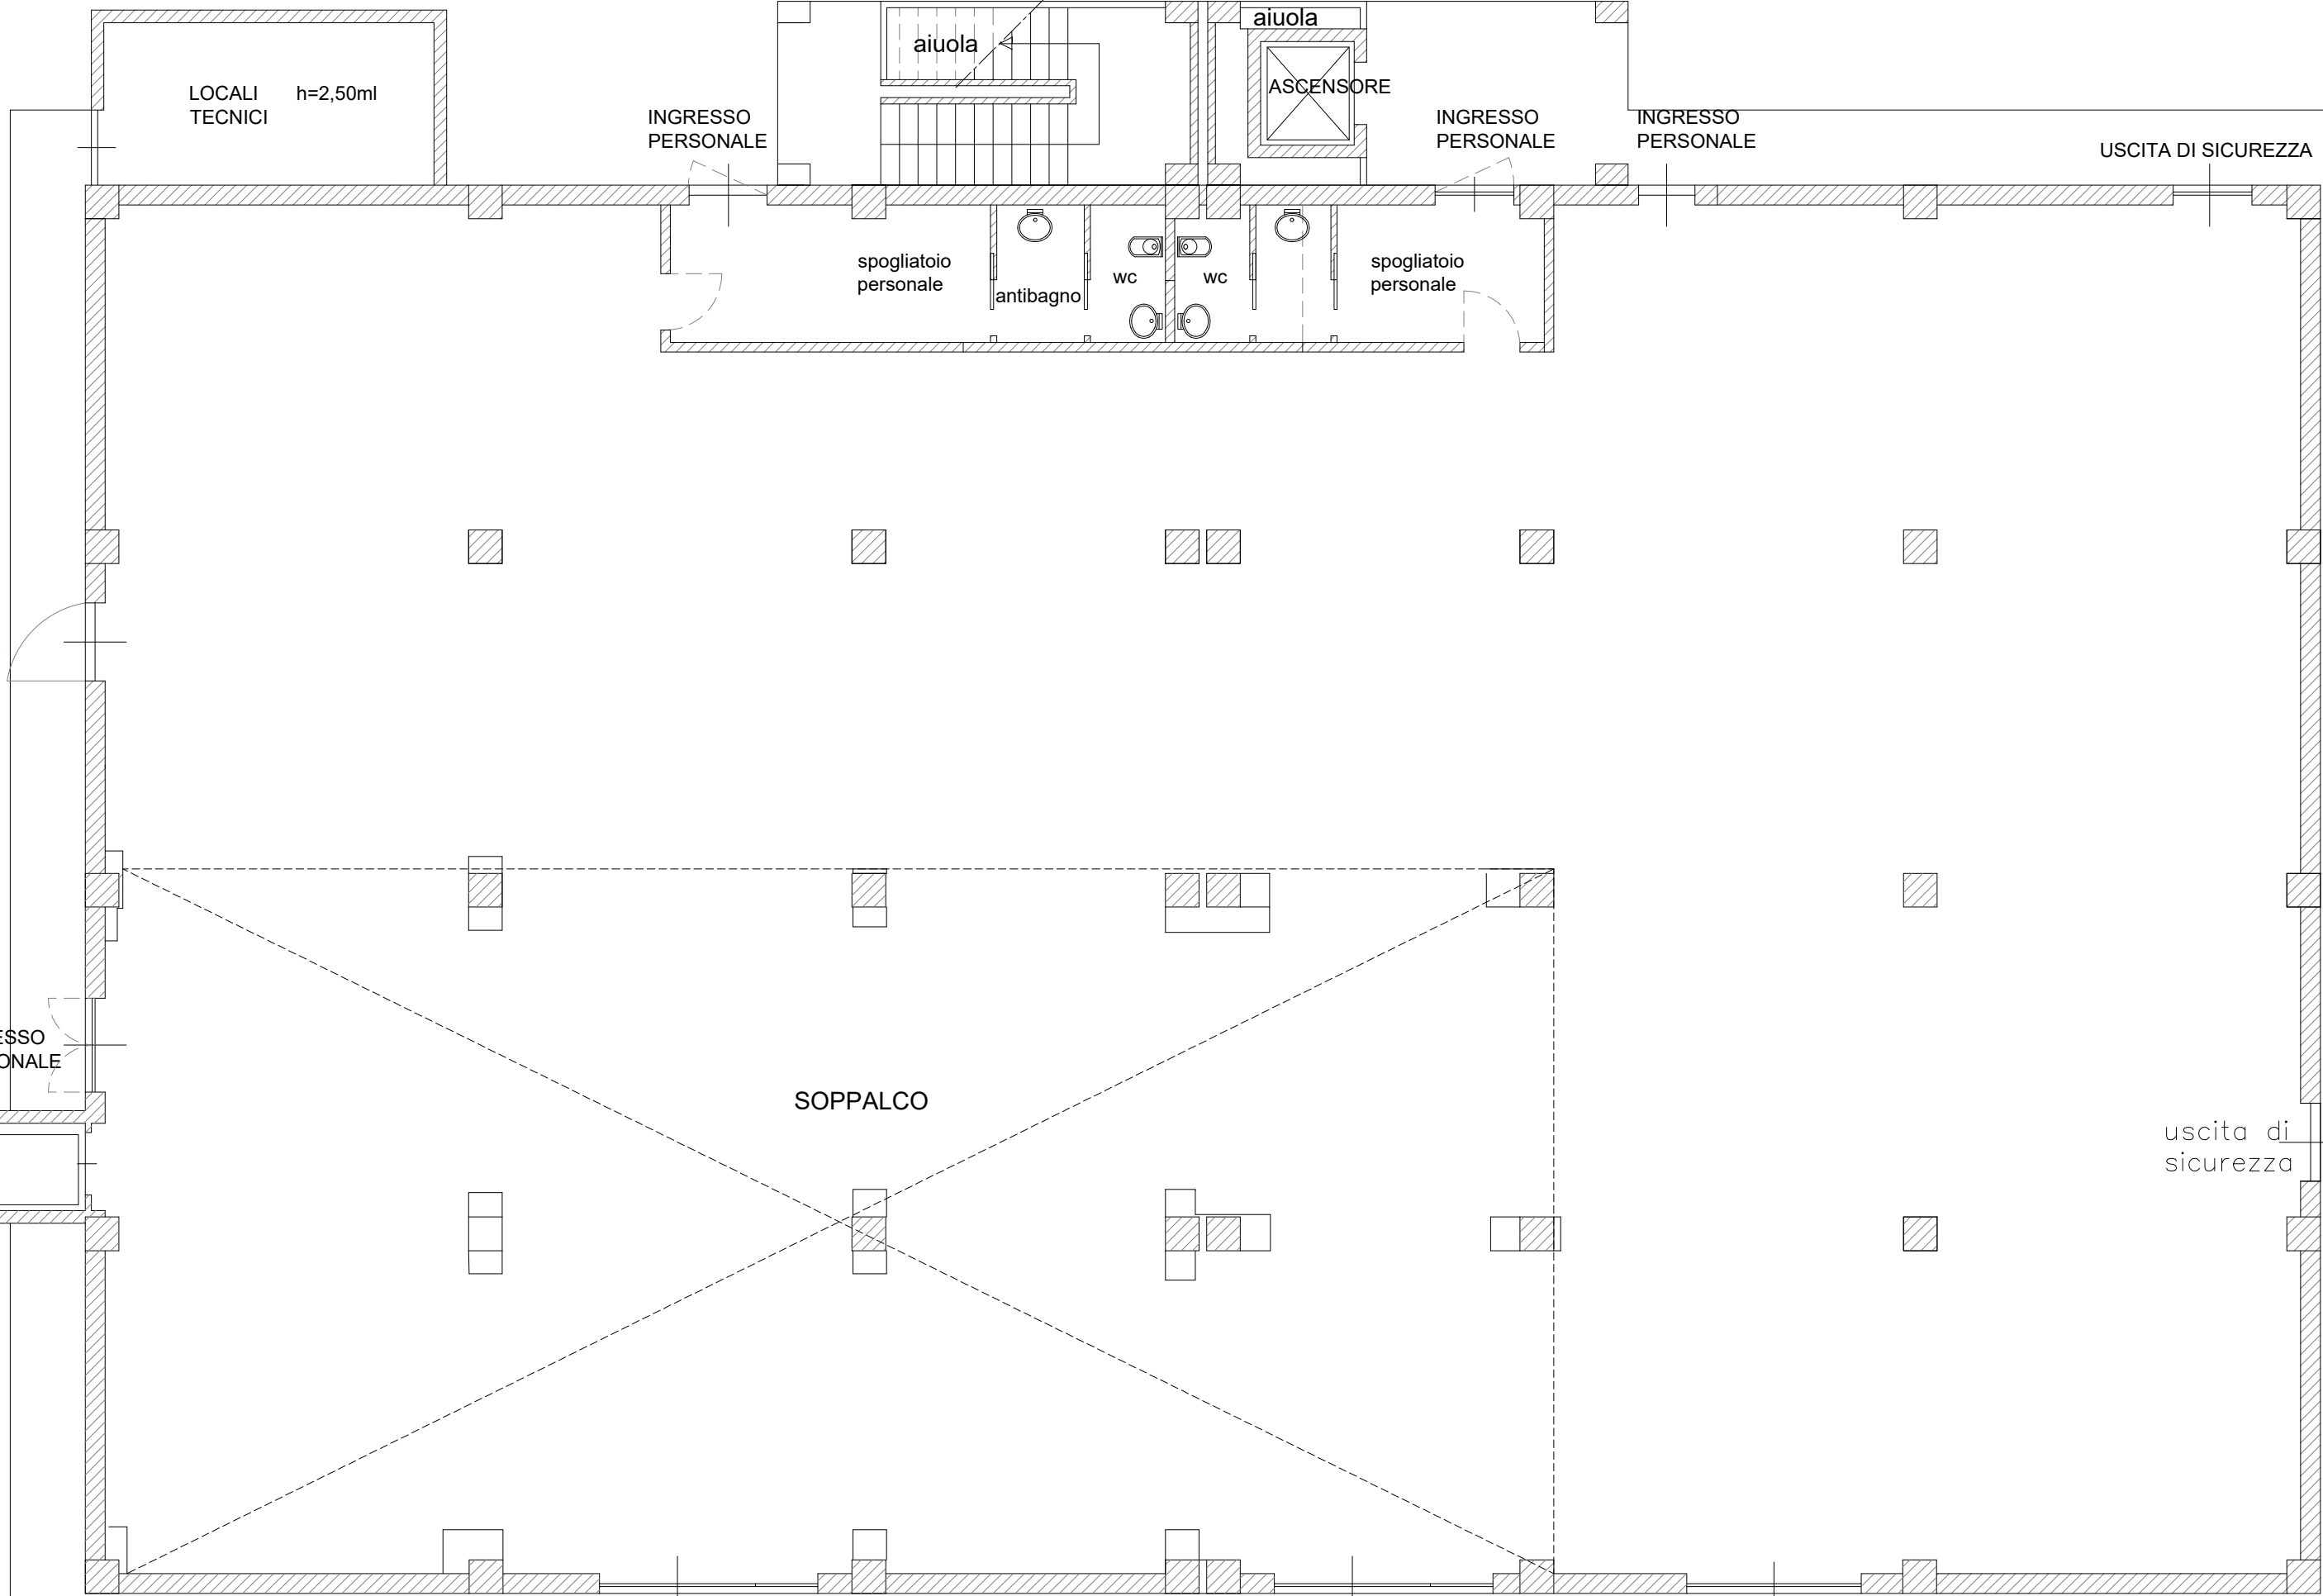 aiuola
aiuola
LOCALI h=2,50ml
TECNICI
ASCENSORE
INGRESSO
PERSONALE
INGRESSO
PERSONALE
INGRESSO
PERSONALE
USCITA DI SICUREZZA
spogliatoio
personale
antibagno
wc
wc
spogliatoio
personale
ESSO
ONALE
SOPPALCO
uscita di
sicurezza